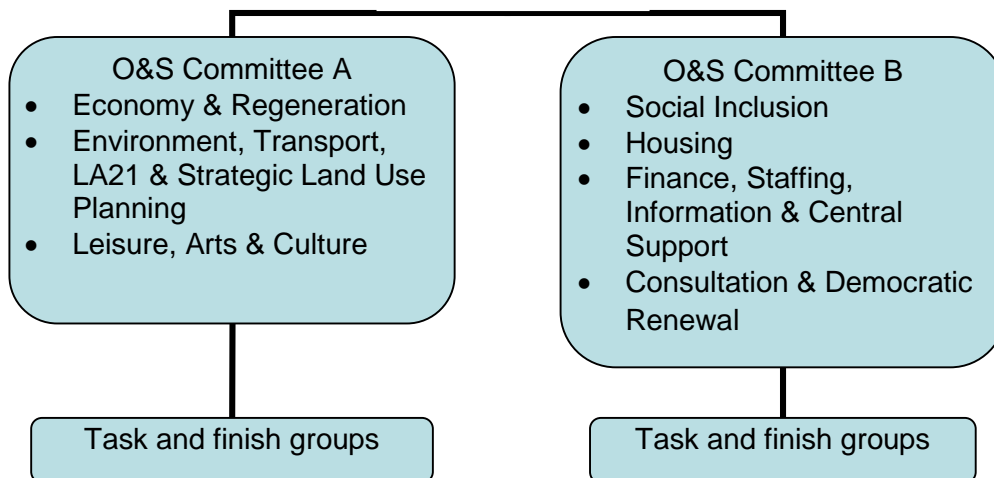 O&S Committee A
• Economy & Regeneration
• Environment, Transport,
LA21 & Strategic Land Use
Planning
• Leisure, Arts & Culture
Task and finish groups
O&S Committee B
• Social Inclusion
• Housing
• Finance, Staffing,
Information & Central
Support
• Consultation & Democratic
Renewal
Task and finish groups